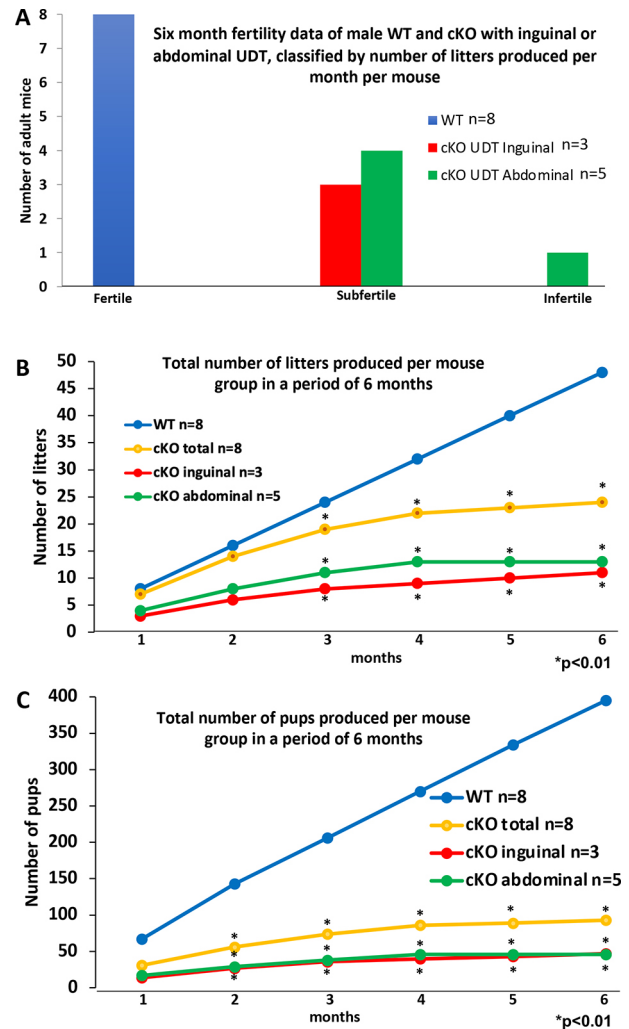 A
Six month fertility data of male WT and cKO with inguinal or
abdominal UDT, classified by number of litters produced per
month per mouse
Number of adult mice
8
7
6
5
4
3
2
1
0
WT n=8
cKO UDT Inguinal n=3
cKO UDT Abdominal n=5
Fertile
Subfertile
Infertile
B
Total number of litters produced per mouse
group in a period of 6 months
Number of litters
50
45
40
35
30
25
20
15
10
5
0
WT n=8
cKO total n=8
cKO inguinal n=3
cKO abdominal n=5
* * * *
* * * *
* * * *
1 2 3 4 5 6
months
*p<0.01
C
Total number of pups produced per mouse
group in a period of 6 months
Number of pups
400
350
300
250
200
150
100
50
0
WT n=8
cKO total n=8
cKO inguinal n=3
cKO abdominal n=5
* * * * *
* * * * *
* * * * *
1 2 3 4 5 6
months
*p<0.01